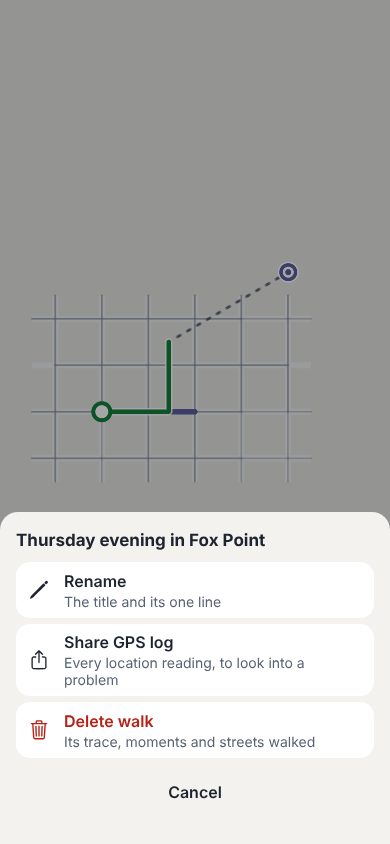 Thursday evening in Fox Point
Rename
The title and its one line
Share GPS log
Every location reading, to look into a
problem
Delete walk
Its trace, moments and streets walked
Cancel